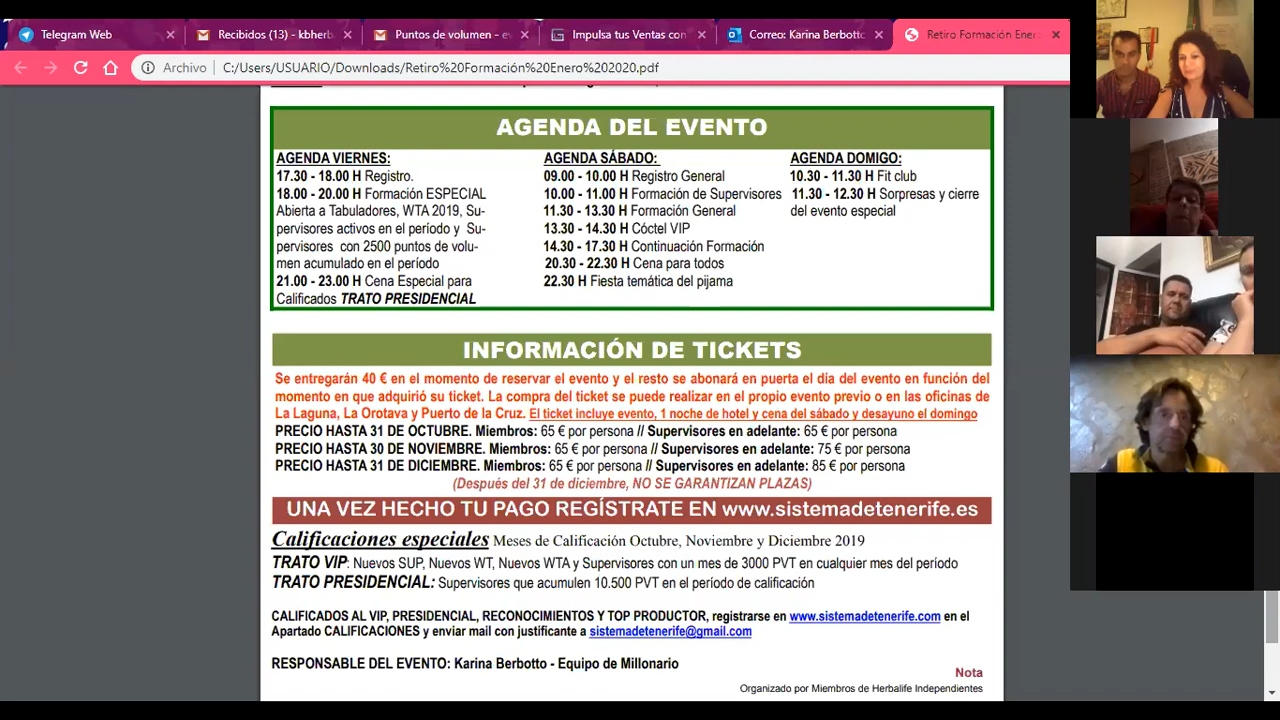 Telegram Web
Recibidos (13) - kbherb
Puntos de volumen - e
Impulsa tus Ventas con
Correo: Karina Berbotto
Retiro Formación Ener
Archivo C:/Users/USUARIO/Downloads/Retiro%20Formación%20Enero%202020.pdf
AGENDA DEL EVENTO
AGENDA VIERNES:
17.30 - 18.00 H Registro.
18.00 - 20.00 H Formación ESPECIAL
Abierta a Tabuladores, WTA 2019, Su-
pervisores activos en el período y Su-
pervisores con 2500 puntos de volu-
men acumulado en el período
21.00 - 23.00 H Cena Especial para
Calificados TRATO PRESIDENCIAL
AGENDA SÁBADO:
09.00 - 10.00 H Registro General
10.00 - 11.00 H Formación de Supervisores
11.30 - 13.30 H Formación General
13.30 - 14.30 H Cóctel VIP
14.30 - 17.30 H Continuación Formación
20.30 - 22.30 H Cena para todos
22.30 H Fiesta temática del pijama
AGENDA DOMIGO:
10.30 - 11.30 H Fit club
11.30 - 12.30 H Sorpresas y cierre
del evento especial
INFORMACIÓN DE TICKETS
Se entregarán 40 € en el momento de reservar el evento y el resto se abonará en puerta el día del evento en función del
momento en que adquirió su ticket. La compra del ticket se puede realizar en el propio evento previo o en las oficinas de
La Laguna, La Orotava y Puerto de la Cruz. El ticket incluye evento, 1 noche de hotel y cena del sábado y desayuno el domingo
PRECIO HASTA 31 DE OCTUBRE. Miembros: 65 € por persona // Supervisores en adelante: 65 € por persona
PRECIO HASTA 30 DE NOVIEMBRE. Miembros: 65 € por persona // Supervisores en adelante: 75 € por persona
PRECIO HASTA 31 DE DICIEMBRE. Miembros: 65 € por persona // Supervisores en adelante: 85 € por persona
(Después del 31 de diciembre, NO SE GARANTIZAN PLAZAS)
UNA VEZ HECHO TU PAGO REGÍSTRATE EN www.sistemadetenerife.es
Calificaciones especiales Meses de Calificación Octubre, Noviembre y Diciembre 2019
TRATO VIP: Nuevos SUP, Nuevos WT, Nuevos WTA y Supervisores con un mes de 3000 PVT en cualquier mes del período
TRATO PRESIDENCIAL: Supervisores que acumulen 10.500 PVT en el período de calificación
CALIFICADOS AL VIP, PRESIDENCIAL, RECONOCIMIENTOS Y TOP PRODUCTOR, registrarse en www.sistemadetenerife.com en el
Apartado CALIFICACIONES y enviar mail con justificante a sistemadetenerife@gmail.com
RESPONSABLE DEL EVENTO: Karina Berbotto - Equipo de Millonario
Nota
Organizado por Miembros de Herbalife Independientes